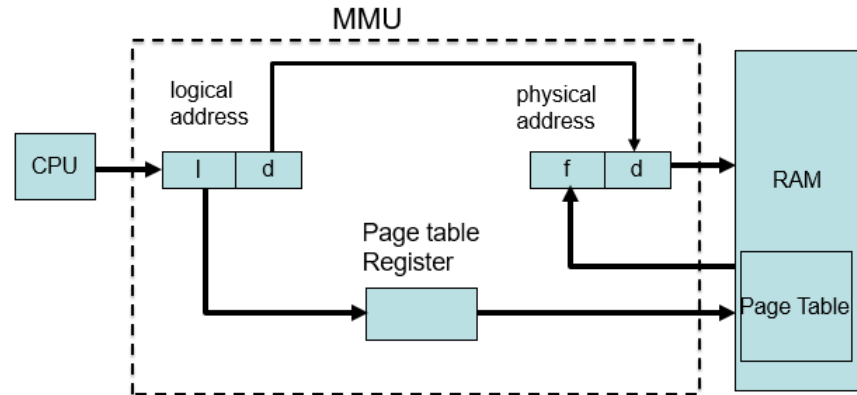 MMU
logical
address
physical
address
CPU
l
d
f
d
RAM
Page table
Register
Page Table